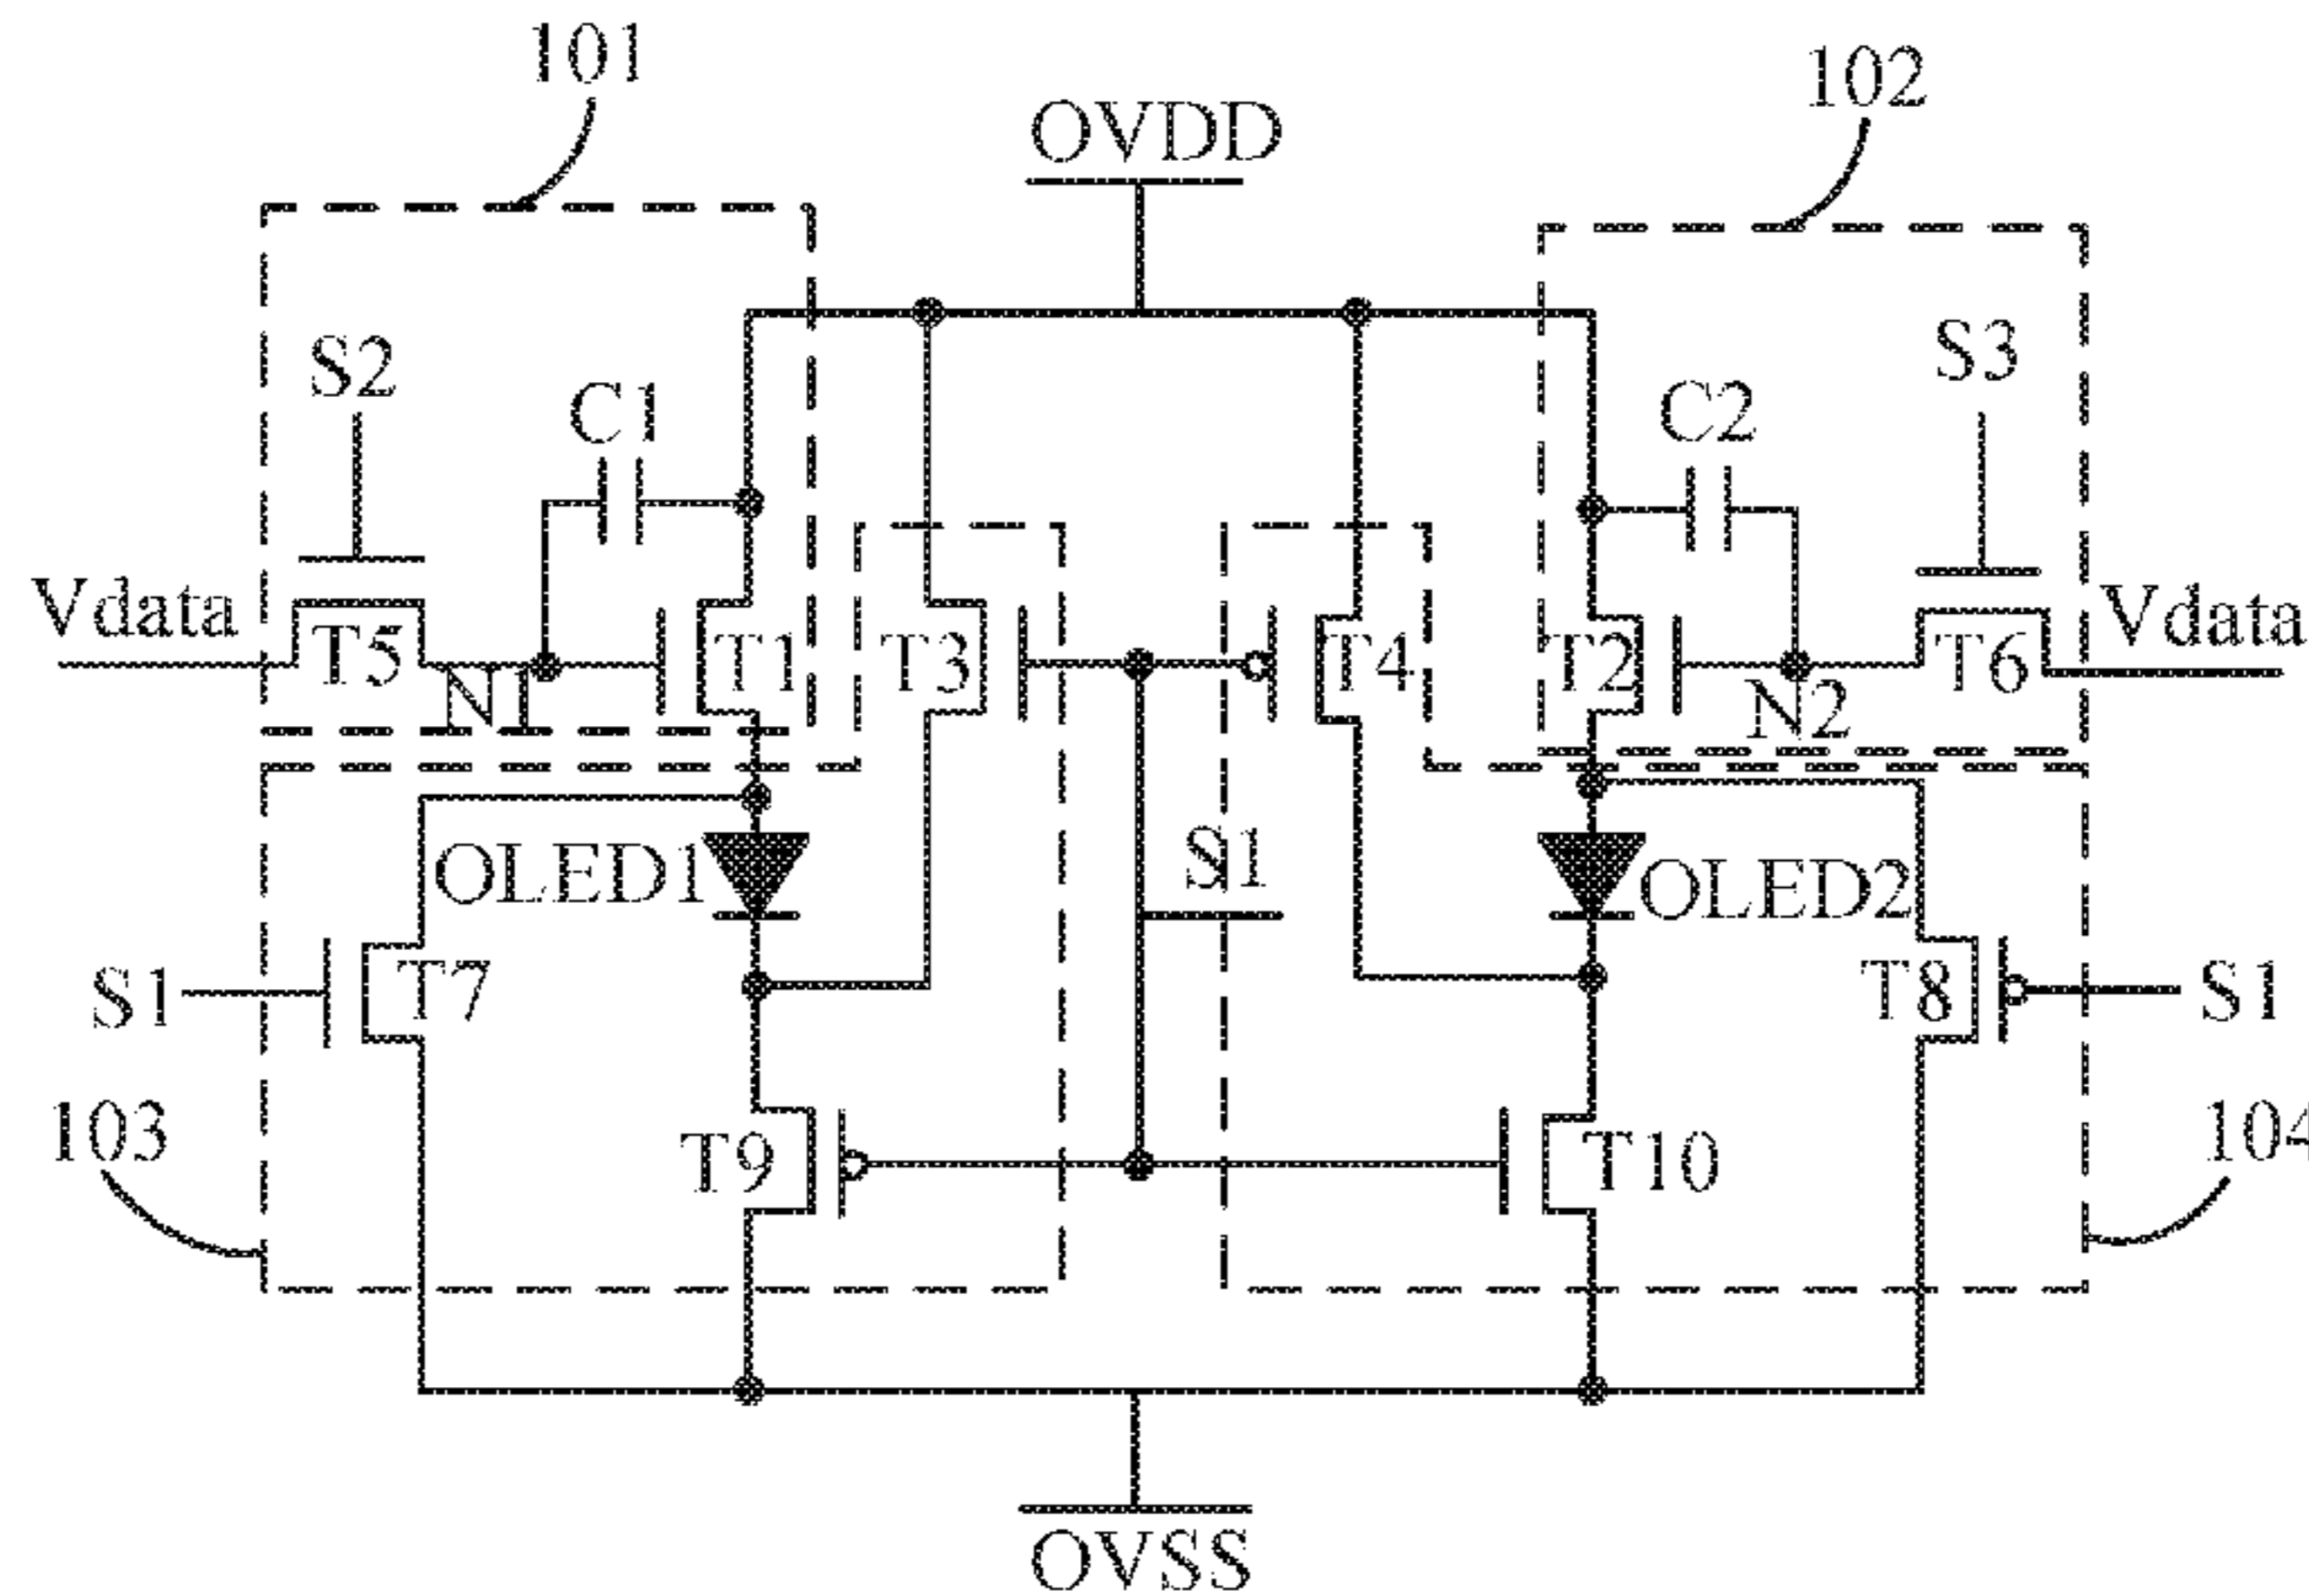 101
102
OVDD
S2
S3
C1
C2
Vdata
T5
N1
T1
T3
T4
T2
N2
T6
Vdata
OLED1
S1
OLED2
S1
T7
T8
S1
103
T9
T10
104
OVSS